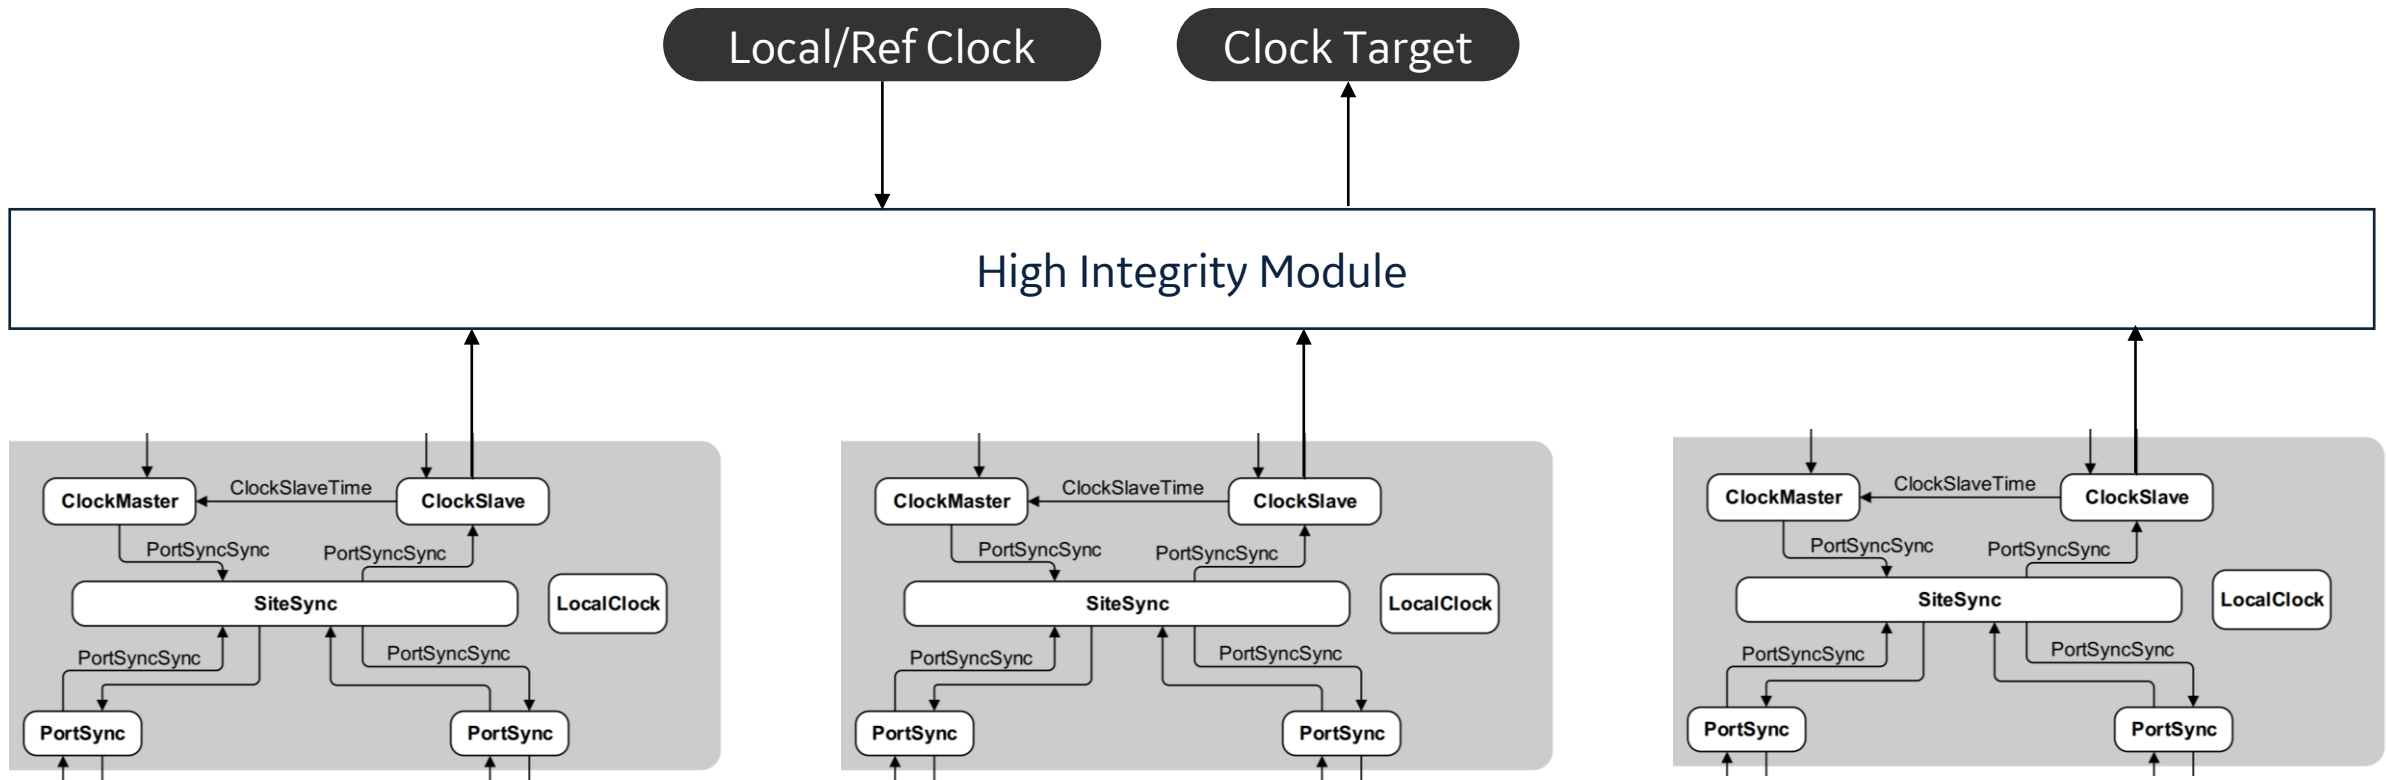 Local/Ref Clock
Clock Target
High Integrity Module
ClockMaster
ClockSlaveTime
ClockSlave
PortSyncSync
PortSyncSync
SiteSync
LocalClock
PortSyncSync
PortSyncSync
PortSync
PortSync
ClockMaster
ClockSlaveTime
ClockSlave
PortSyncSync
PortSyncSync
SiteSync
LocalClock
PortSyncSync
PortSyncSync
PortSync
PortSync
ClockMaster
ClockSlaveTime
ClockSlave
PortSyncSync
PortSyncSync
SiteSync
LocalClock
PortSyncSync
PortSyncSync
PortSync
PortSync